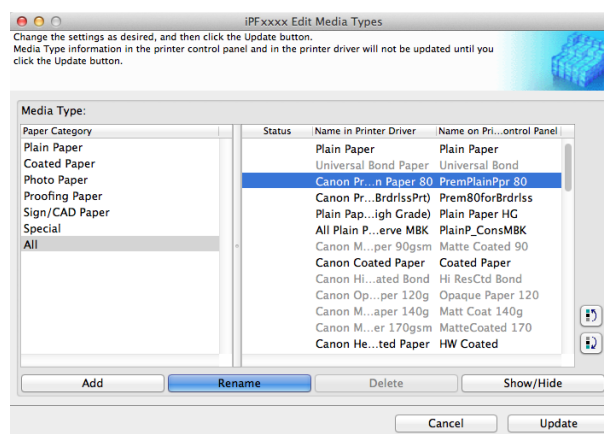 iPFxxxx Edit Media Types
Change the settings as desired, and then click the Update button.
Media Type information in the printer control panel and in the printer driver will not be updated until you
click the Update button.
Media Type:
Paper Category Status Name in Printer Driver Name on Pri...ontrol Panel
Plain Paper Plain Paper Plain Paper
Coated Paper Universal Bond Paper Universal Bond
Photo Paper Canon Pr...n Paper 80 PremPlainPpr 80
Proofing Paper Canon Pr...BrdrlssPrt) Prem80forBrdrlss
Sign/CAD Paper Plain Pap...igh Grade) Plain Paper HG
Special All Plain P...erve MBK PlainP_ConsMBK
All Canon M...per 90gsm Matte Coated 90
Canon Coated Paper Coated Paper
Canon Hi...ated Bond Hi ResCtd Bond
Canon Op...per 120g Opaque Paper 120
Canon M...aper 140g Matt Coat 140g
Canon M...er 170gsm MatteCoated 170
Canon He...ted Paper HW Coated
Add Rename Delete Show/Hide
Cancel Update